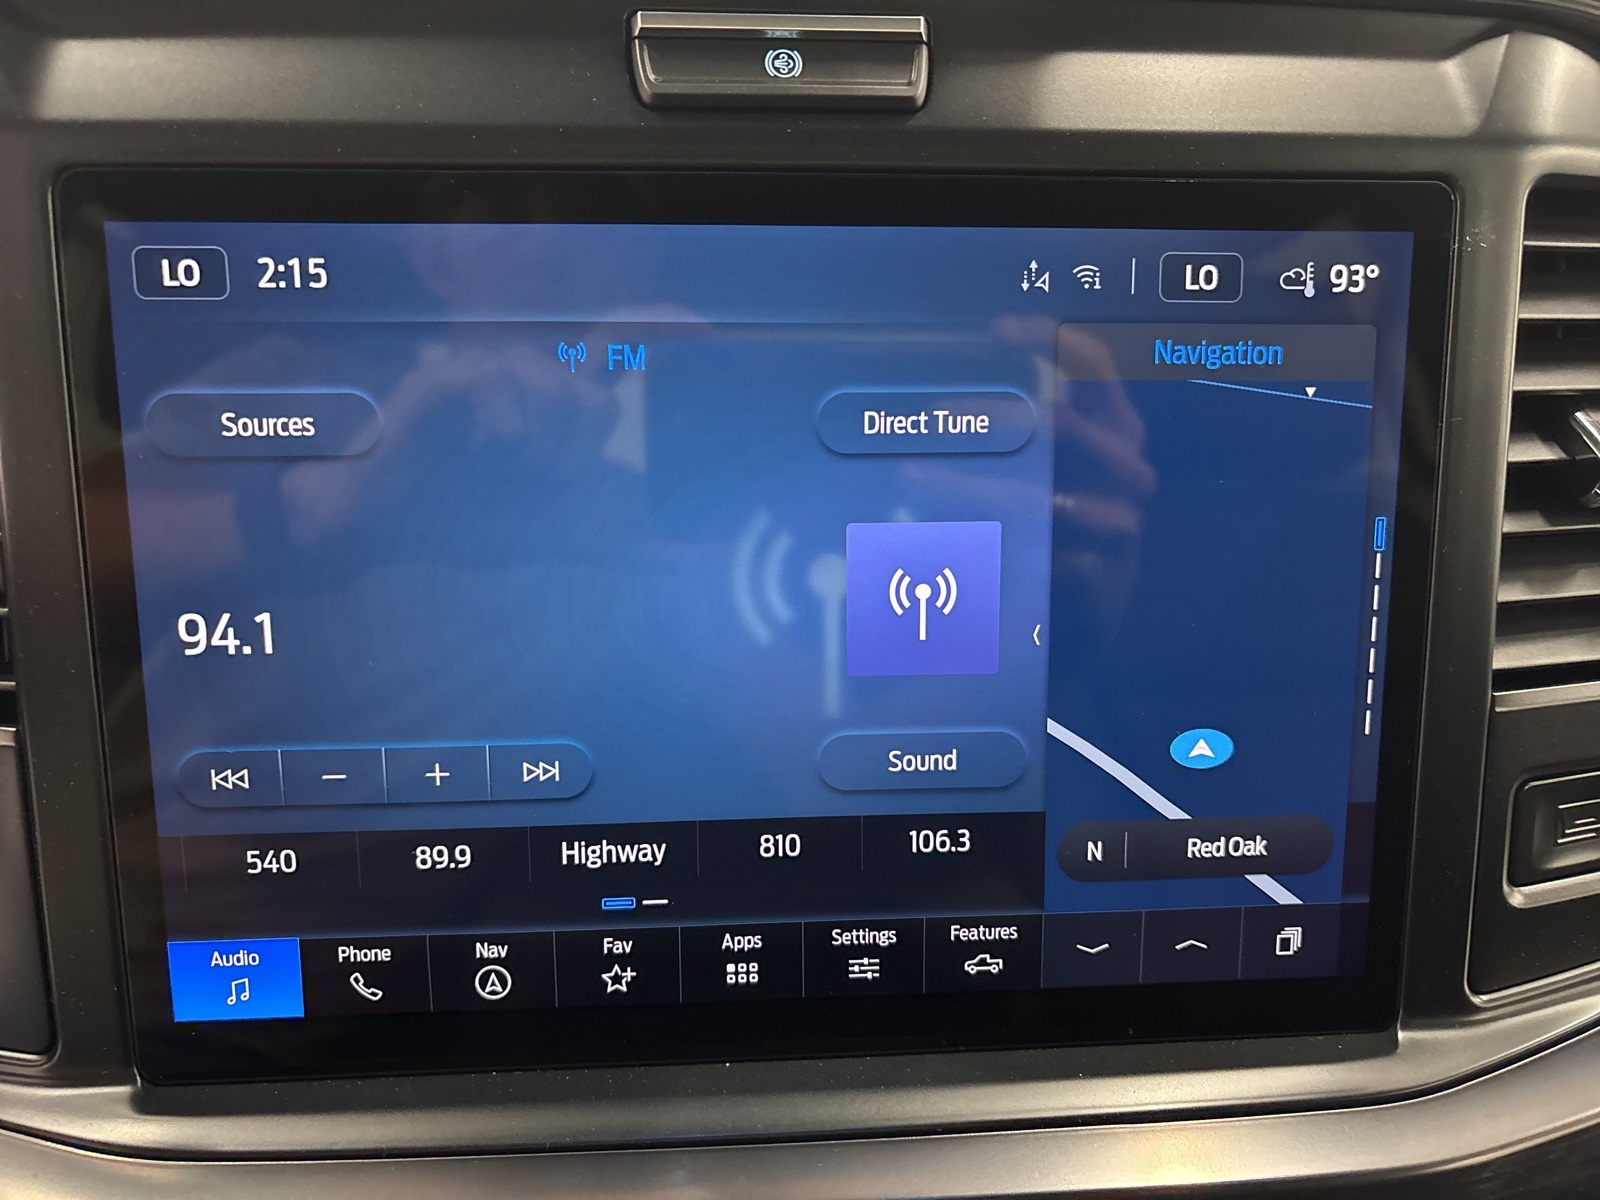 LO 2:15 LO 93°
FM
Navigation
Sources
Direct Tune
94.1
Sound
N Red Oak
540 89.9 Highway 810 106.3
Audio Phone Nav Fav Apps Settings Features